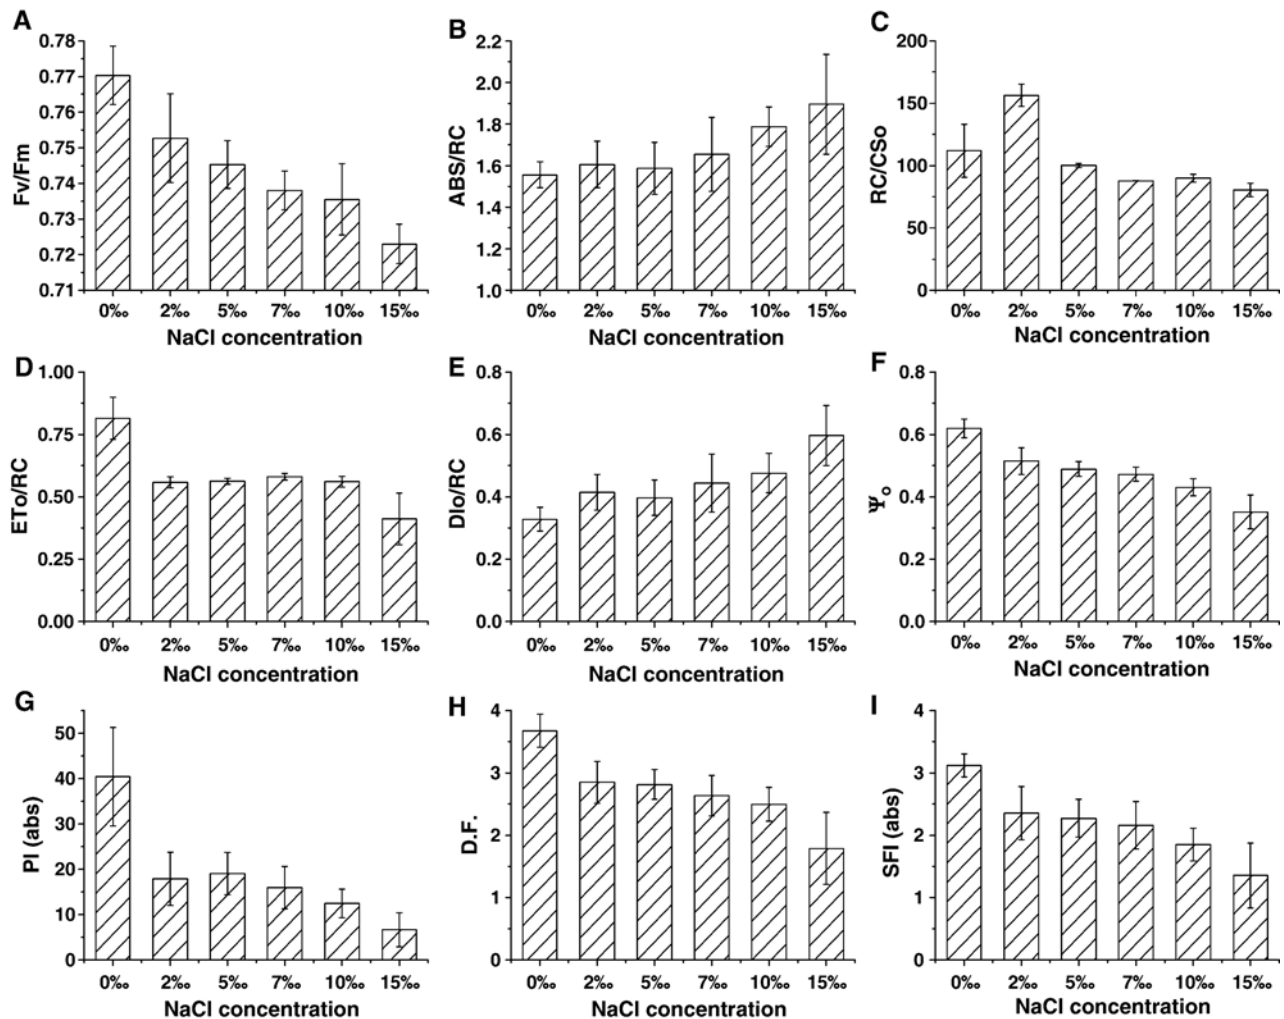 A
0.78
0.77
0.76
0.75
0.74
0.73
0.72
0.71
Fv/Fm
0‰ 2‰ 5‰ 7‰ 10‰ 15‰
NaCl concentration
B
2.2
2.0
1.8
1.6
1.4
1.2
1.0
ABS/RC
0‰ 2‰ 5‰ 7‰ 10‰ 15‰
NaCl concentration
C
200
150
100
50
0
RC/CSo
0‰ 2‰ 5‰ 7‰ 10‰ 15‰
NaCl concentration
D
1.00
0.75
0.50
0.25
0.00
ETo/RC
0‰ 2‰ 5‰ 7‰ 10‰ 15‰
NaCl concentration
E
0.8
0.6
0.4
0.2
0.0
DIo/RC
0‰ 2‰ 5‰ 7‰ 10‰ 15‰
NaCl concentration
F
0.8
0.6
0.4
0.2
0.0
Ψo
0‰ 2‰ 5‰ 7‰ 10‰ 15‰
NaCl concentration
G
50
40
30
20
10
0
PI (abs)
0‰ 2‰ 5‰ 7‰ 10‰ 15‰
NaCl concentration
H
4
3
2
1
0
D.F.
0‰ 2‰ 5‰ 7‰ 10‰ 15‰
NaCl concentration
I
4
3
2
1
0
SFI (abs)
0‰ 2‰ 5‰ 7‰ 10‰ 15‰
NaCl concentration